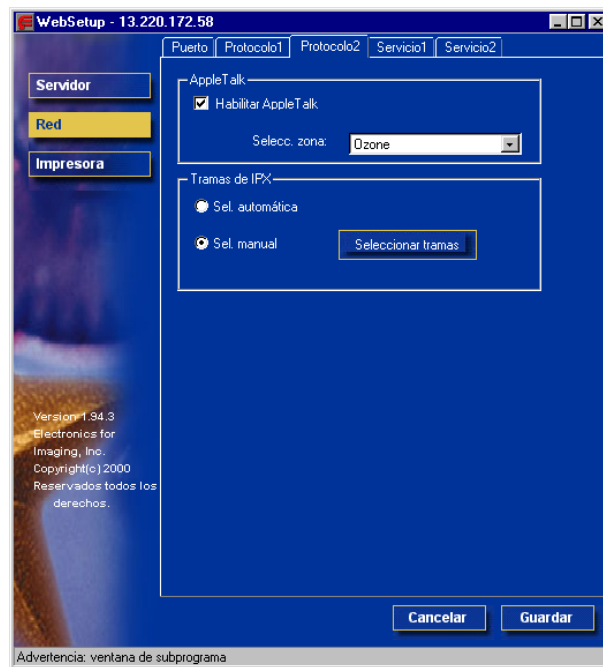 WebSetup - 13.220.172.58
Puerto Protocolo1 Protocolo2 Servicio1 Servicio2
Servidor
Red
Impresora
AppleTalk
Habilitar AppleTalk
Selecc. zona: Ozone
Tramas de IPX
Sel. automática
Sel. manual Seleccionar tramas
Version 1.94.3
Electronics for
Imaging, Inc.
Copyright(c) 2000
Reservados todos los
derechos.
Cancelar Guardar
Advertencia: ventana de subprograma